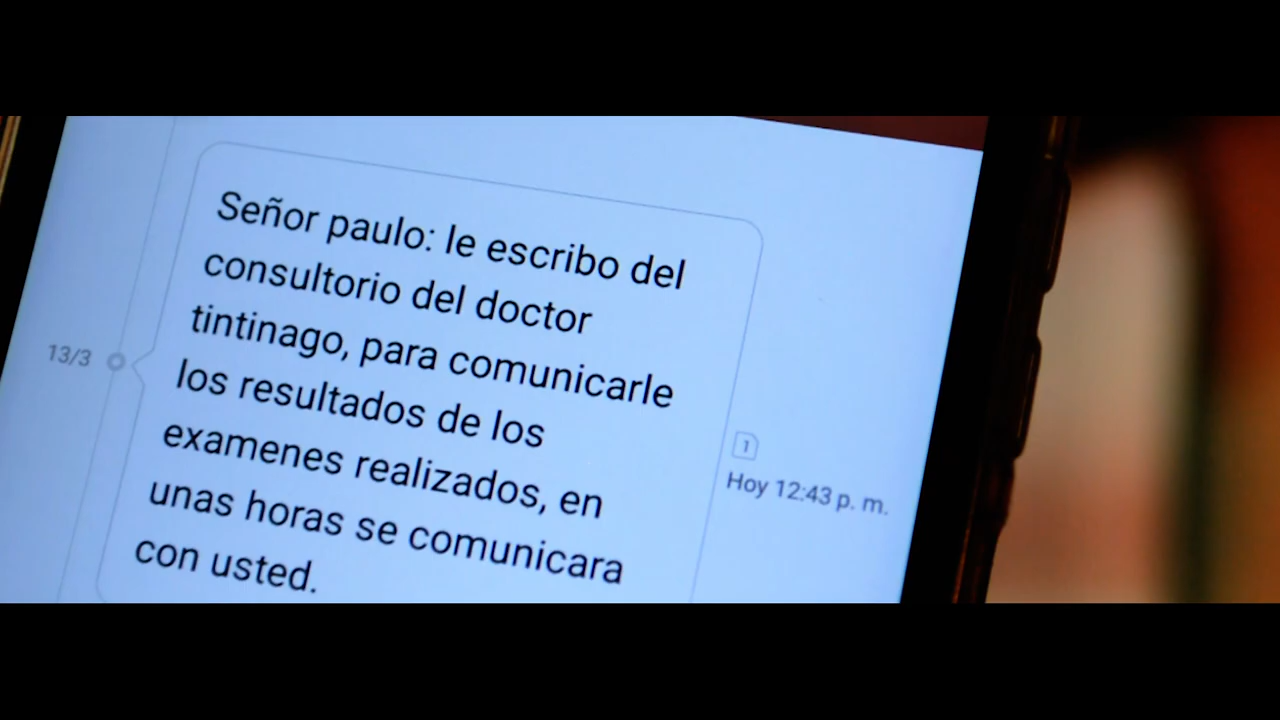 Señor paulo: le escribo del
consultorio del doctor
tintinago, para comunicarle
los resultados de los
examenes realizados, en
unas horas se comunicara
con usted.
13/3
1
Hoy 12:43 p. m.